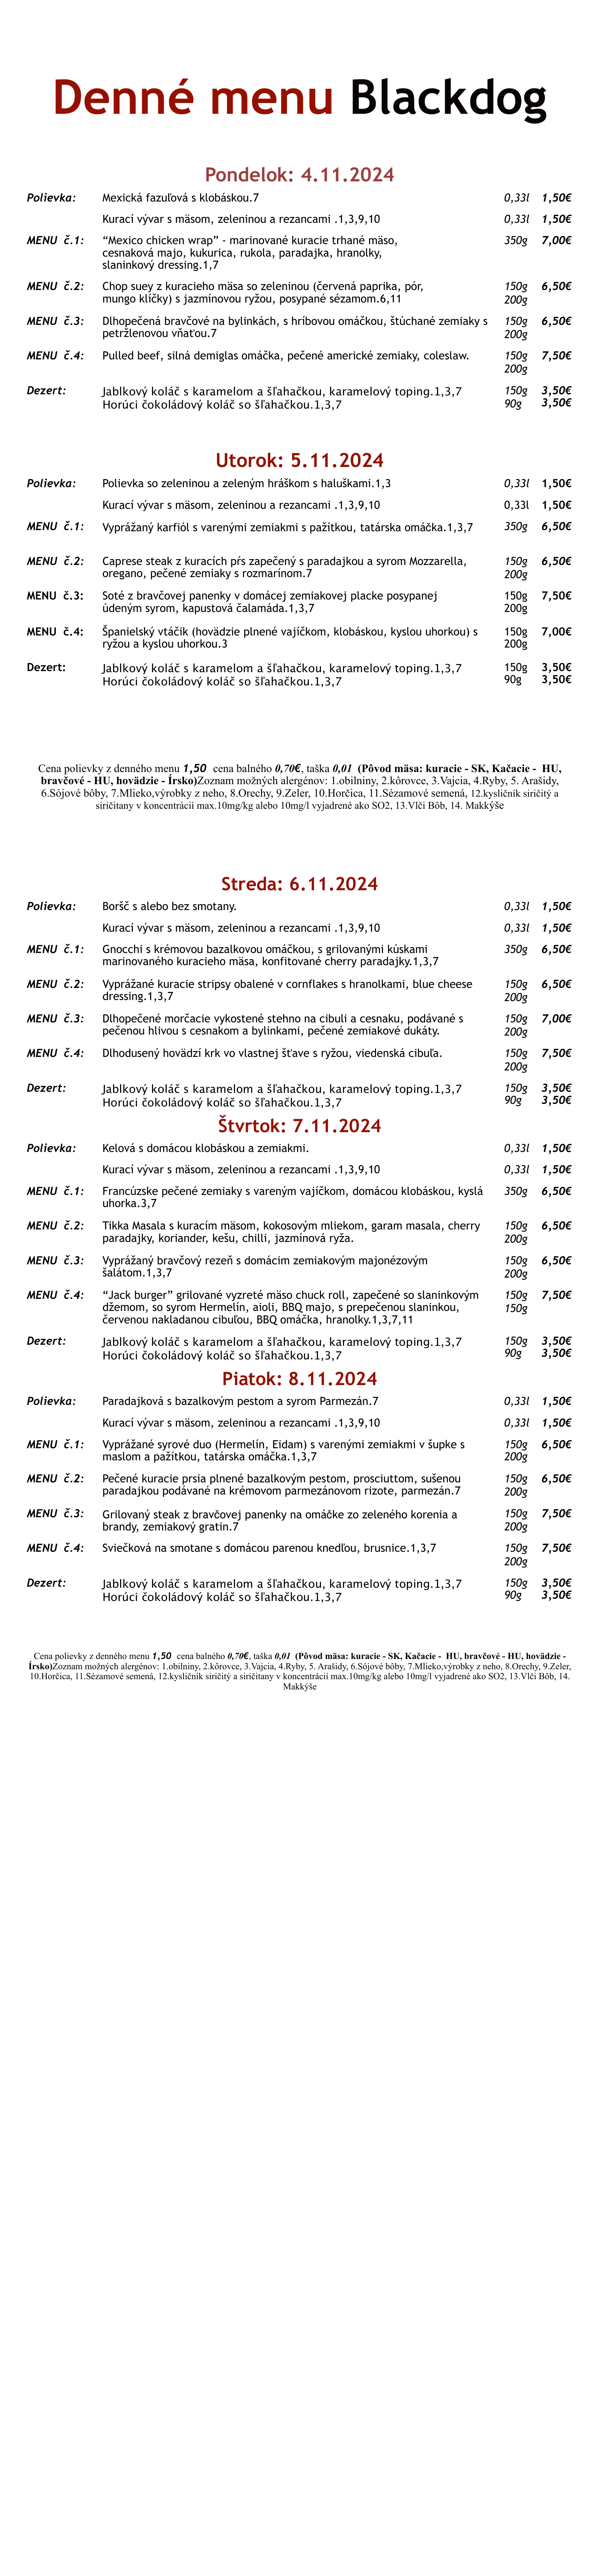 Denné menu Blackdog
Pondelok: 4.11.2024
Polievka: Mexická fazuľová s klobáskou.7 0,33l 1,50€
Kurací vývar s mäsom, zeleninou a rezancami .1,3,9,10 0,33l 1,50€
MENU č.1: “Mexico chicken wrap” - marinované kuracie trhané mäso, 350g 7,00€
cesnaková majo, kukurica, rukola, paradajka, hranolky,
slaninkový dressing.1,7
MENU č.2: Chop suey z kuracieho mäsa so zeleninou (červená paprika, pór, 150g 6,50€
mungo klíčky) s jazmínovou ryžou, posypané sézamom.6,11 200g
MENU č.3: Dlhopečená bravčové na bylinkách, s hríbovou omáčkou, štúchané zemiaky s 150g 6,50€
petržlenovou vňaťou.7 200g
MENU č.4: Pulled beef, silná demiglas omáčka, pečené americké zemiaky, coleslaw. 150g 7,50€
200g
Dezert: Jablkový koláč s karamelom a šľahačkou, karamelový toping.1,3,7 150g 3,50€
Horúci čokoládový koláč so šľahačkou.1,3,7 90g 3,50€
Utorok: 5.11.2024
Polievka: Polievka so zeleninou a zeleným hráškom s haluškami.1,3 0,33l 1,50€
Kurací vývar s mäsom, zeleninou a rezancami .1,3,9,10 0,33l 1,50€
MENU č.1: Vyprážaný karfiól s varenými zemiakmi s pažítkou, tatárska omáčka.1,3,7 350g 6,50€
MENU č.2: Caprese steak z kuracích pŕs zapečený s paradajkou a syrom Mozzarella, 150g 6,50€
oregano, pečené zemiaky s rozmarínom.7 200g
MENU č.3: Soté z bravčovej panenky v domácej zemiakovej placke posypanej 150g 7,50€
údeným syrom, kapustová čalamáda.1,3,7 200g
MENU č.4: Španielský vtáčik (hovädzie plnené vajíčkom, klobáskou, kyslou uhorkou) s 150g 7,00€
ryžou a kyslou uhorkou.3 200g
Dezert: Jablkový koláč s karamelom a šľahačkou, karamelový toping.1,3,7 150g 3,50€
Horúci čokoládový koláč so šľahačkou.1,3,7 90g 3,50€
Cena polievky z denného menu 1,50 cena balného 0,70€, taška 0,01 (Pôvod mäsa: kuracie - SK, Kačacie - HU,
bravčové - HU, hovädzie - Írsko)Zoznam možných alergénov: 1.obilniny, 2.kôrovce, 3.Vajcia, 4.Ryby, 5. Arašidy,
6.Sójové bôby, 7.Mlieko,výrobky z neho, 8.Orechy, 9.Zeler, 10.Horčica, 11.Sézamové semená, 12.kysličník siričitý a
siričitany v koncentrácií max.10mg/kg alebo 10mg/l vyjadrené ako SO2, 13.Vlčí Bôb, 14. Makkýše
Streda: 6.11.2024
Polievka: Boršč s alebo bez smotany. 0,33l 1,50€
Kurací vývar s mäsom, zeleninou a rezancami .1,3,9,10 0,33l 1,50€
MENU č.1: Gnocchi s krémovou bazalkovou omáčkou, s grilovanými kúskami 350g 6,50€
marinovaného kuracieho mäsa, konfitované cherry paradajky.1,3,7
MENU č.2: Vyprážané kuracie stripsy obalené v cornflakes s hranolkami, blue cheese 150g 6,50€
dressing.1,3,7 200g
MENU č.3: Dlhopečené morčacie vykostené stehno na cibuli a cesnaku, podávané s 150g 7,00€
pečenou hlivou s cesnakom a bylinkami, pečené zemiakové dukáty. 200g
MENU č.4: Dlhodusený hovädzí krk vo vlastnej šťave s ryžou, viedenská cibuľa. 150g 7,50€
200g
Dezert: Jablkový koláč s karamelom a šľahačkou, karamelový toping.1,3,7 150g 3,50€
Horúci čokoládový koláč so šľahačkou.1,3,7 90g 3,50€
Štvrtok: 7.11.2024
Polievka: Kelová s domácou klobáskou a zemiakmi. 0,33l 1,50€
Kurací vývar s mäsom, zeleninou a rezancami .1,3,9,10 0,33l 1,50€
MENU č.1: Francúzske pečené zemiaky s vareným vajíčkom, domácou klobáskou, kyslá 350g 6,50€
uhorka.3,7
MENU č.2: Tikka Masala s kuracím mäsom, kokosovým mliekom, garam masala, cherry 150g 6,50€
paradajky, koriander, kešu, chilli, jazmínová ryža. 200g
MENU č.3: Vyprážaný bravčový rezeň s domácim zemiakovým majonézovým 150g 6,50€
šalátom.1,3,7 200g
MENU č.4: “Jack burger” grilované vyzreté mäso chuck roll, zapečené so slaninkovým 150g 7,50€
džemom, so syrom Hermelín, aioli, BBQ majo, s prepečenou slaninkou, 150g
červenou nakladanou cibuľou, BBQ omáčka, hranolky.1,3,7,11
Dezert: Jablkový koláč s karamelom a šľahačkou, karamelový toping.1,3,7 150g 3,50€
Horúci čokoládový koláč so šľahačkou.1,3,7 90g 3,50€
Piatok: 8.11.2024
Polievka: Paradajková s bazalkovým pestom a syrom Parmezán.7 0,33l 1,50€
Kurací vývar s mäsom, zeleninou a rezancami .1,3,9,10 0,33l 1,50€
MENU č.1: Vyprážané syrové duo (Hermelín, Eidam) s varenými zemiakmi v šupke s 150g 6,50€
maslom a pažítkou, tatárska omáčka.1,3,7 200g
MENU č.2: Pečené kuracie prsia plnené bazalkovým pestom, prosciuttom, sušenou 150g 6,50€
paradajkou podávané na krémovom parmezánovom rizote, parmezán.7 200g
MENU č.3: Grilovaný steak z bravčovej panenky na omáčke zo zeleného korenia a 150g 7,50€
brandy, zemiakový gratin.7 200g
MENU č.4: Sviečková na smotane s domácou parenou knedľou, brusnice.1,3,7 150g 7,50€
200g
Dezert: Jablkový koláč s karamelom a šľahačkou, karamelový toping.1,3,7 150g 3,50€
Horúci čokoládový koláč so šľahačkou.1,3,7 90g 3,50€
Cena polievky z denného menu 1,50 cena balného 0,70€, taška 0,01 (Pôvod mäsa: kuracie - SK, Kačacie - HU, bravčové - HU, hovädzie -
Írsko)Zoznam možných alergénov: 1.obilniny, 2.kôrovce, 3.Vajcia, 4.Ryby, 5. Arašidy, 6.Sójové bôby, 7.Mlieko,výrobky z neho, 8.Orechy, 9.Zeler,
10.Horčica, 11.Sézamové semená, 12.kysličník siričitý a siričitany v koncentrácií max.10mg/kg alebo 10mg/l vyjadrené ako SO2, 13.Vlčí Bôb, 14.
Makkýše